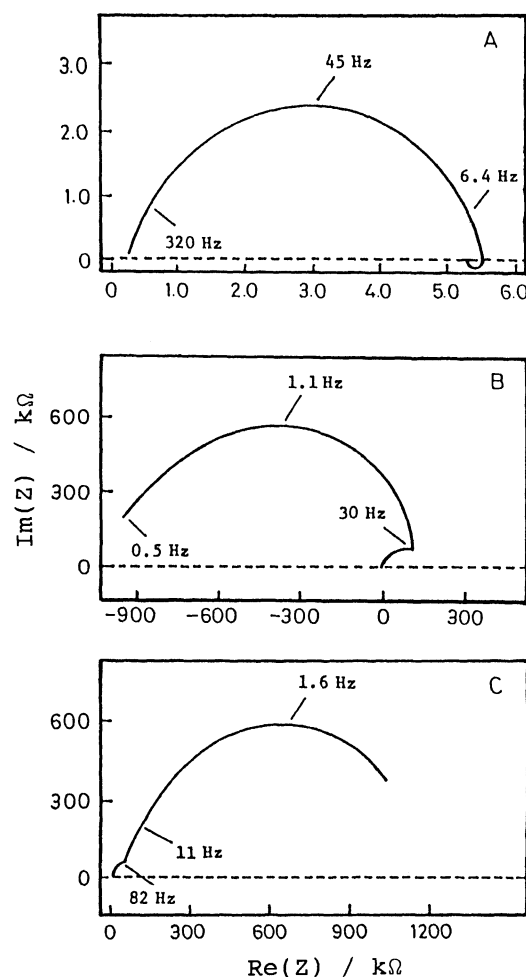 A
3.0
2.0
1.0
0
45 Hz
6.4 Hz
320 Hz
0 1.0 2.0 3.0 4.0 5.0 6.0
B
600
300
0
1.1 Hz
30 Hz
0.5 Hz
-900 -600 -300 0 300
C
600
300
0
1.6 Hz
11 Hz
82 Hz
0 300 600 900 1200
Im(Z) / kΩ
Re(Z) / kΩ